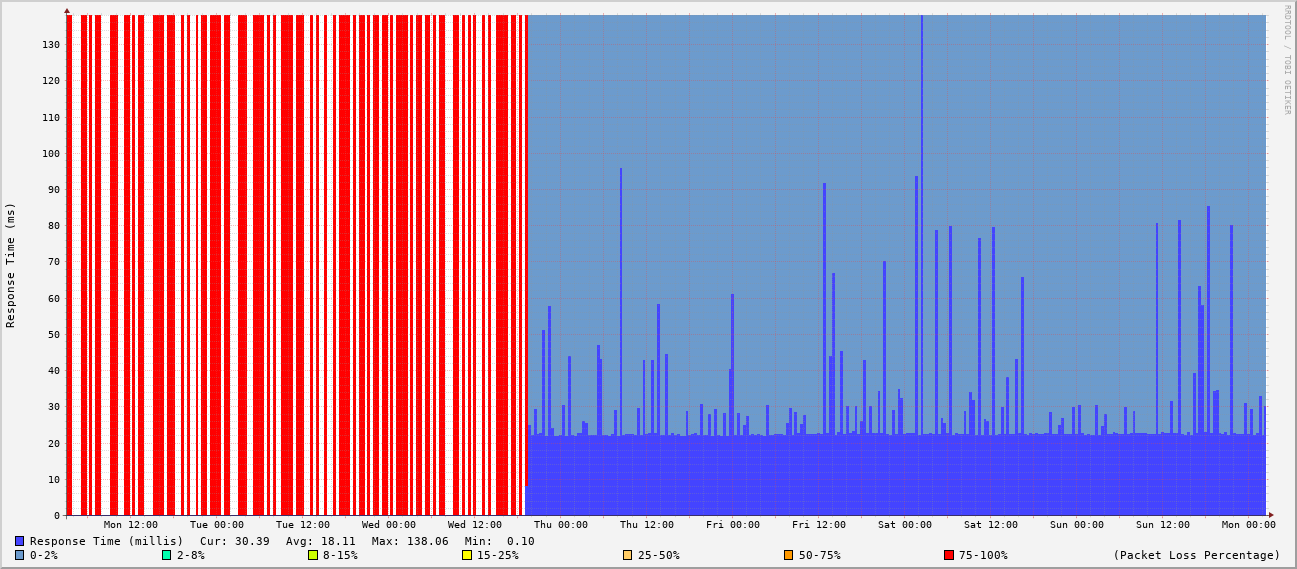 RRDTOOL / TOBI OETIKER
Response Time (ms)
130
120
110
100
90
80
70
60
50
40
30
20
10
0
Mon 12:00 Tue 00:00 Tue 12:00 Wed 00:00 Wed 12:00 Thu 00:00 Thu 12:00 Fri 00:00 Fri 12:00 Sat 00:00 Sat 12:00 Sun 00:00 Sun 12:00 Mon 00:00
Response Time (millis) Cur: 30.39 Avg: 18.11 Max: 138.06 Min: 0.10
0-2% 2-8% 8-15% 15-25% 25-50% 50-75% 75-100% (Packet Loss Percentage)